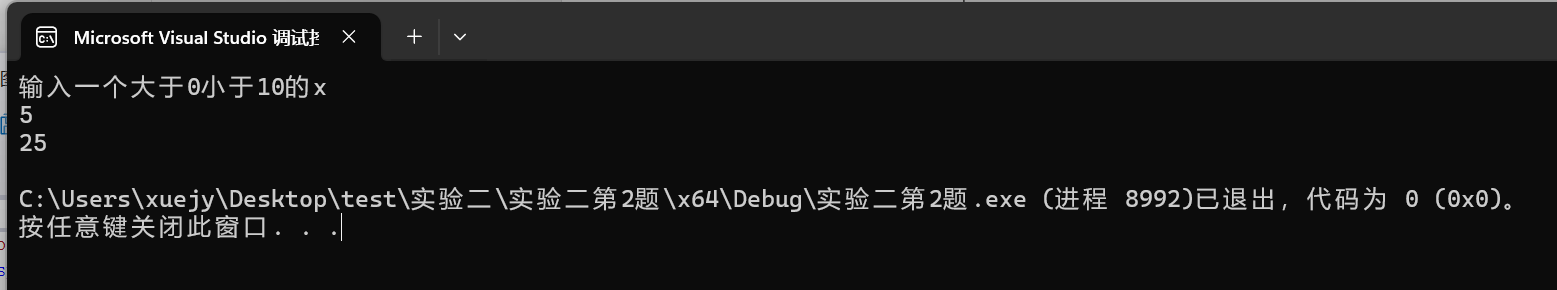 Microsoft Visual Studio 调试
输入一个大于0小于10的x
5
25
C:\Users\xuejy\Desktop\test\实验二\实验二第2题\x64\Debug\实验二第2题.exe (进程 8992)已退出，代码为 0 (0x0)。
按任意键关闭此窗口. . .